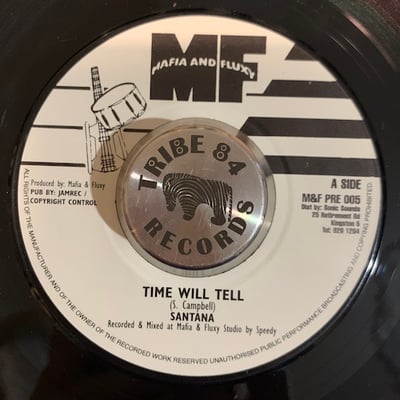 MF
MAFIA AND FLUXY
TRIBE 84
RECORDS
Produced by: Mafia & Fluxy
PUB BY: JAMREC /
COPYRIGHT CONTROL
A SIDE
M&F PRE 005
Dist by: Sonic Sounds
25 Retirement Rd
Kingston 5
Tel: 929 1204
TIME WILL TELL
(S. Campbell)
SANTANA
Recorded & Mixed at Mafia & Fluxy Studio by Speedy
ALL RIGHTS OF THE MANUFACTURER AND OF THE OWNER OF THE RECORDED WORK RESERVED UNAUTHORISED PUBLIC PERFORMANCE BROADCASTING AND COPYING PROHIBITED.